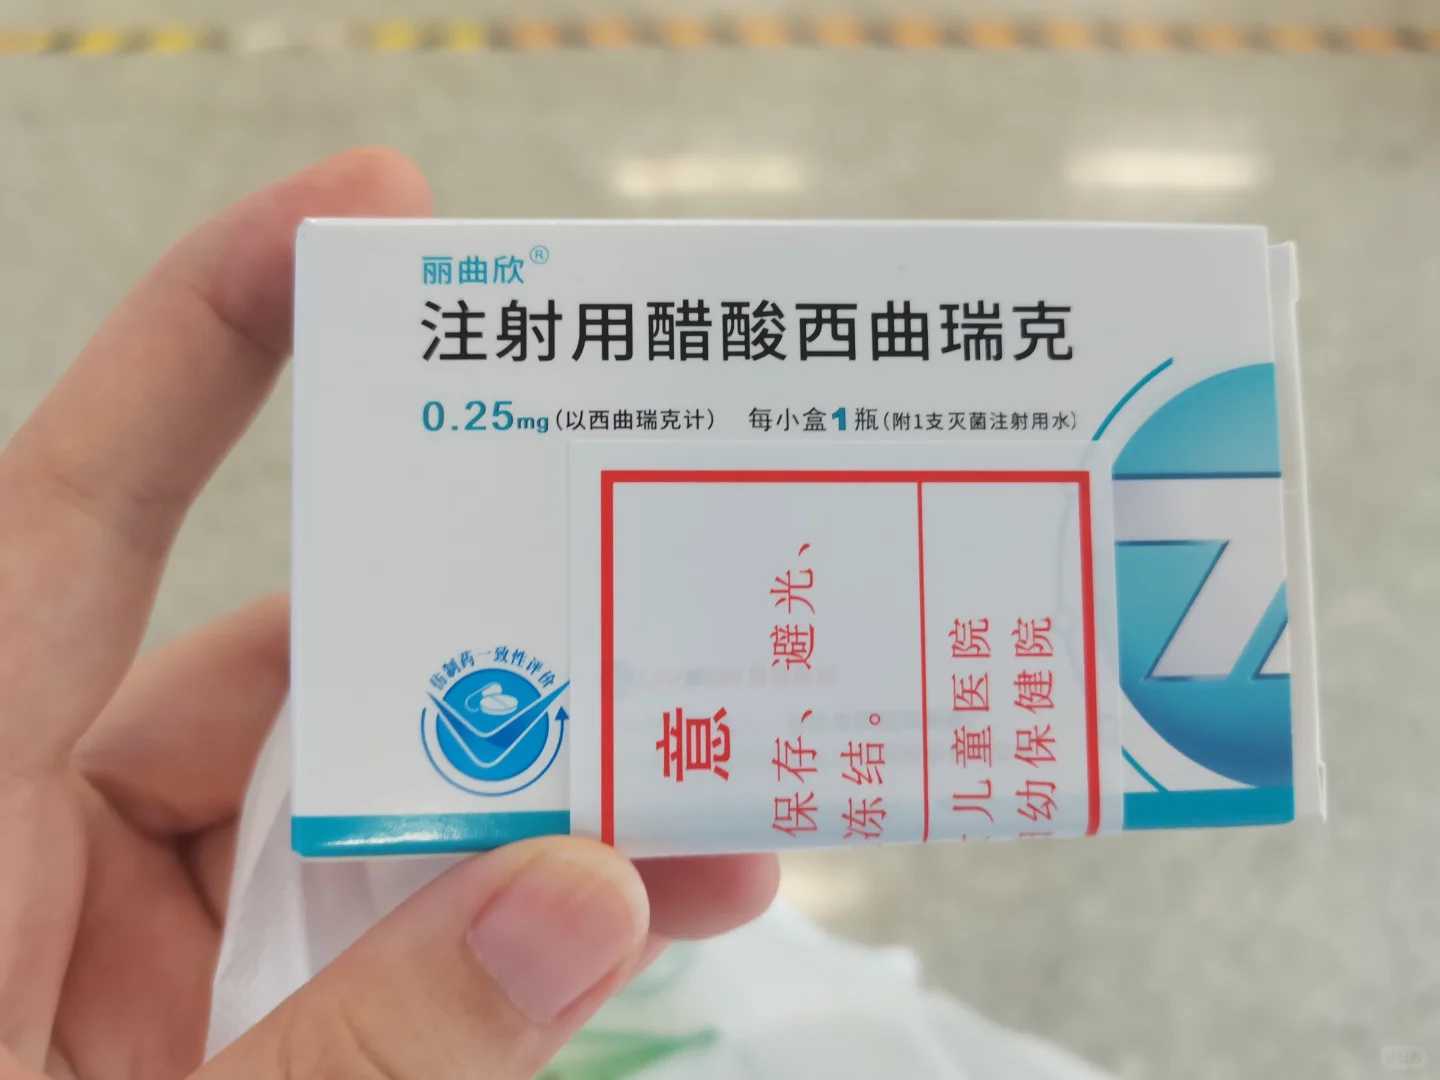 丽曲欣®
注射用醋酸西曲瑞克
0.25mg(以西曲瑞克计) 每小盒1瓶(附1支灭菌注射用水)
仿制药一致性评价
意
保存、避光、
冻结。
儿童医院
幼保健院